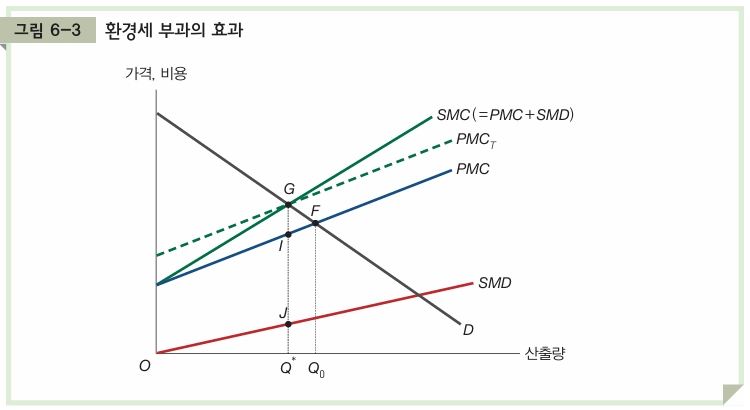 그림 6-3 환경세 부과의 효과
가격, 비용
SMC(=PMC+SMD)
PMC_T
PMC
G
F
I
SMD
J
D
산출량
O
Q* Q₀